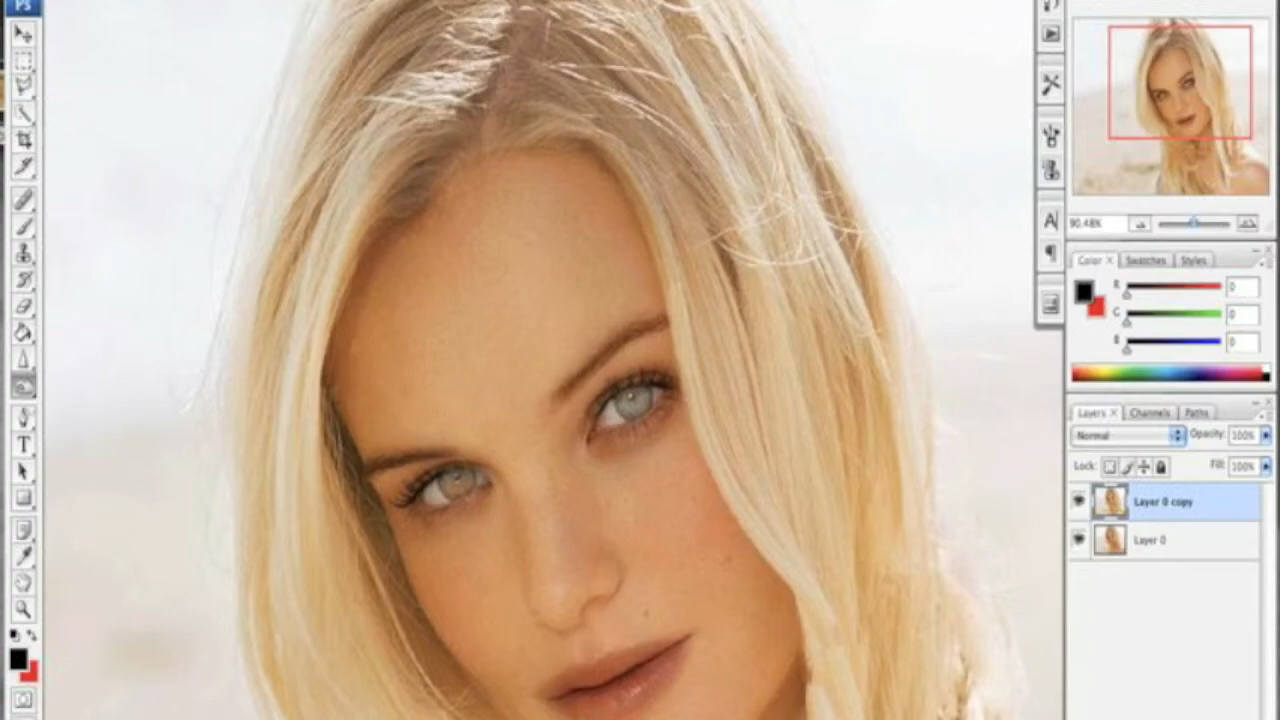 Ps
A
90.48%
Color × Swatches Styles
R 0
G 0
B 0
T
Layers × Channels Paths
Normal Opacity: 100%
Lock: Fill: 100%
Layer 0 copy
Layer 0